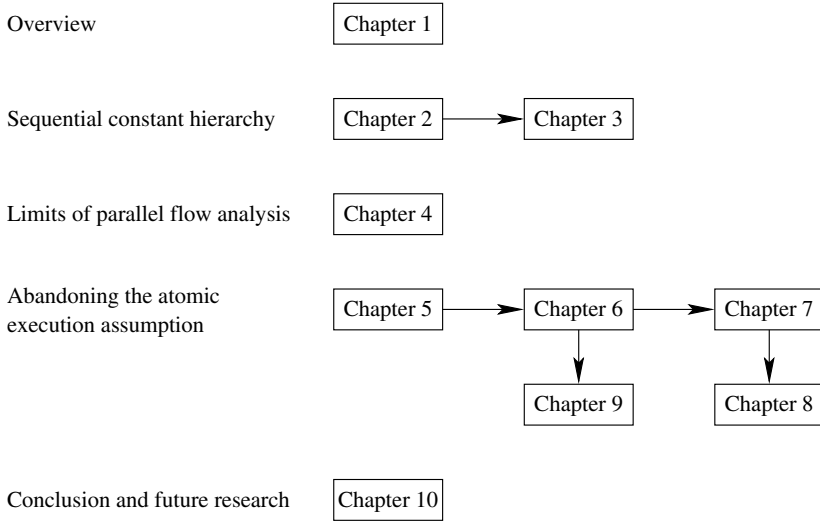 Overview
Chapter 1
Sequential constant hierarchy
Chapter 2
Chapter 3
Limits of parallel flow analysis
Chapter 4
Abandoning the atomic
execution assumption
Chapter 5
Chapter 6
Chapter 7
Chapter 9
Chapter 8
Conclusion and future research
Chapter 10